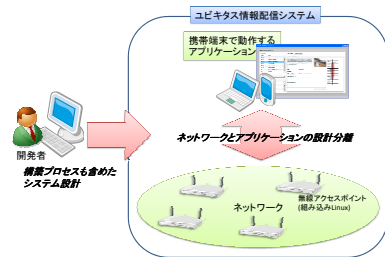 ユビキタス情報配信システム
携帯端末で動作する
アプリケーション
開発者
構築プロセスも含めた
システム設計
ネットワークとアプリケーションの設計分離
ネットワーク
無線アクセスポイント
(組み込みLinux)